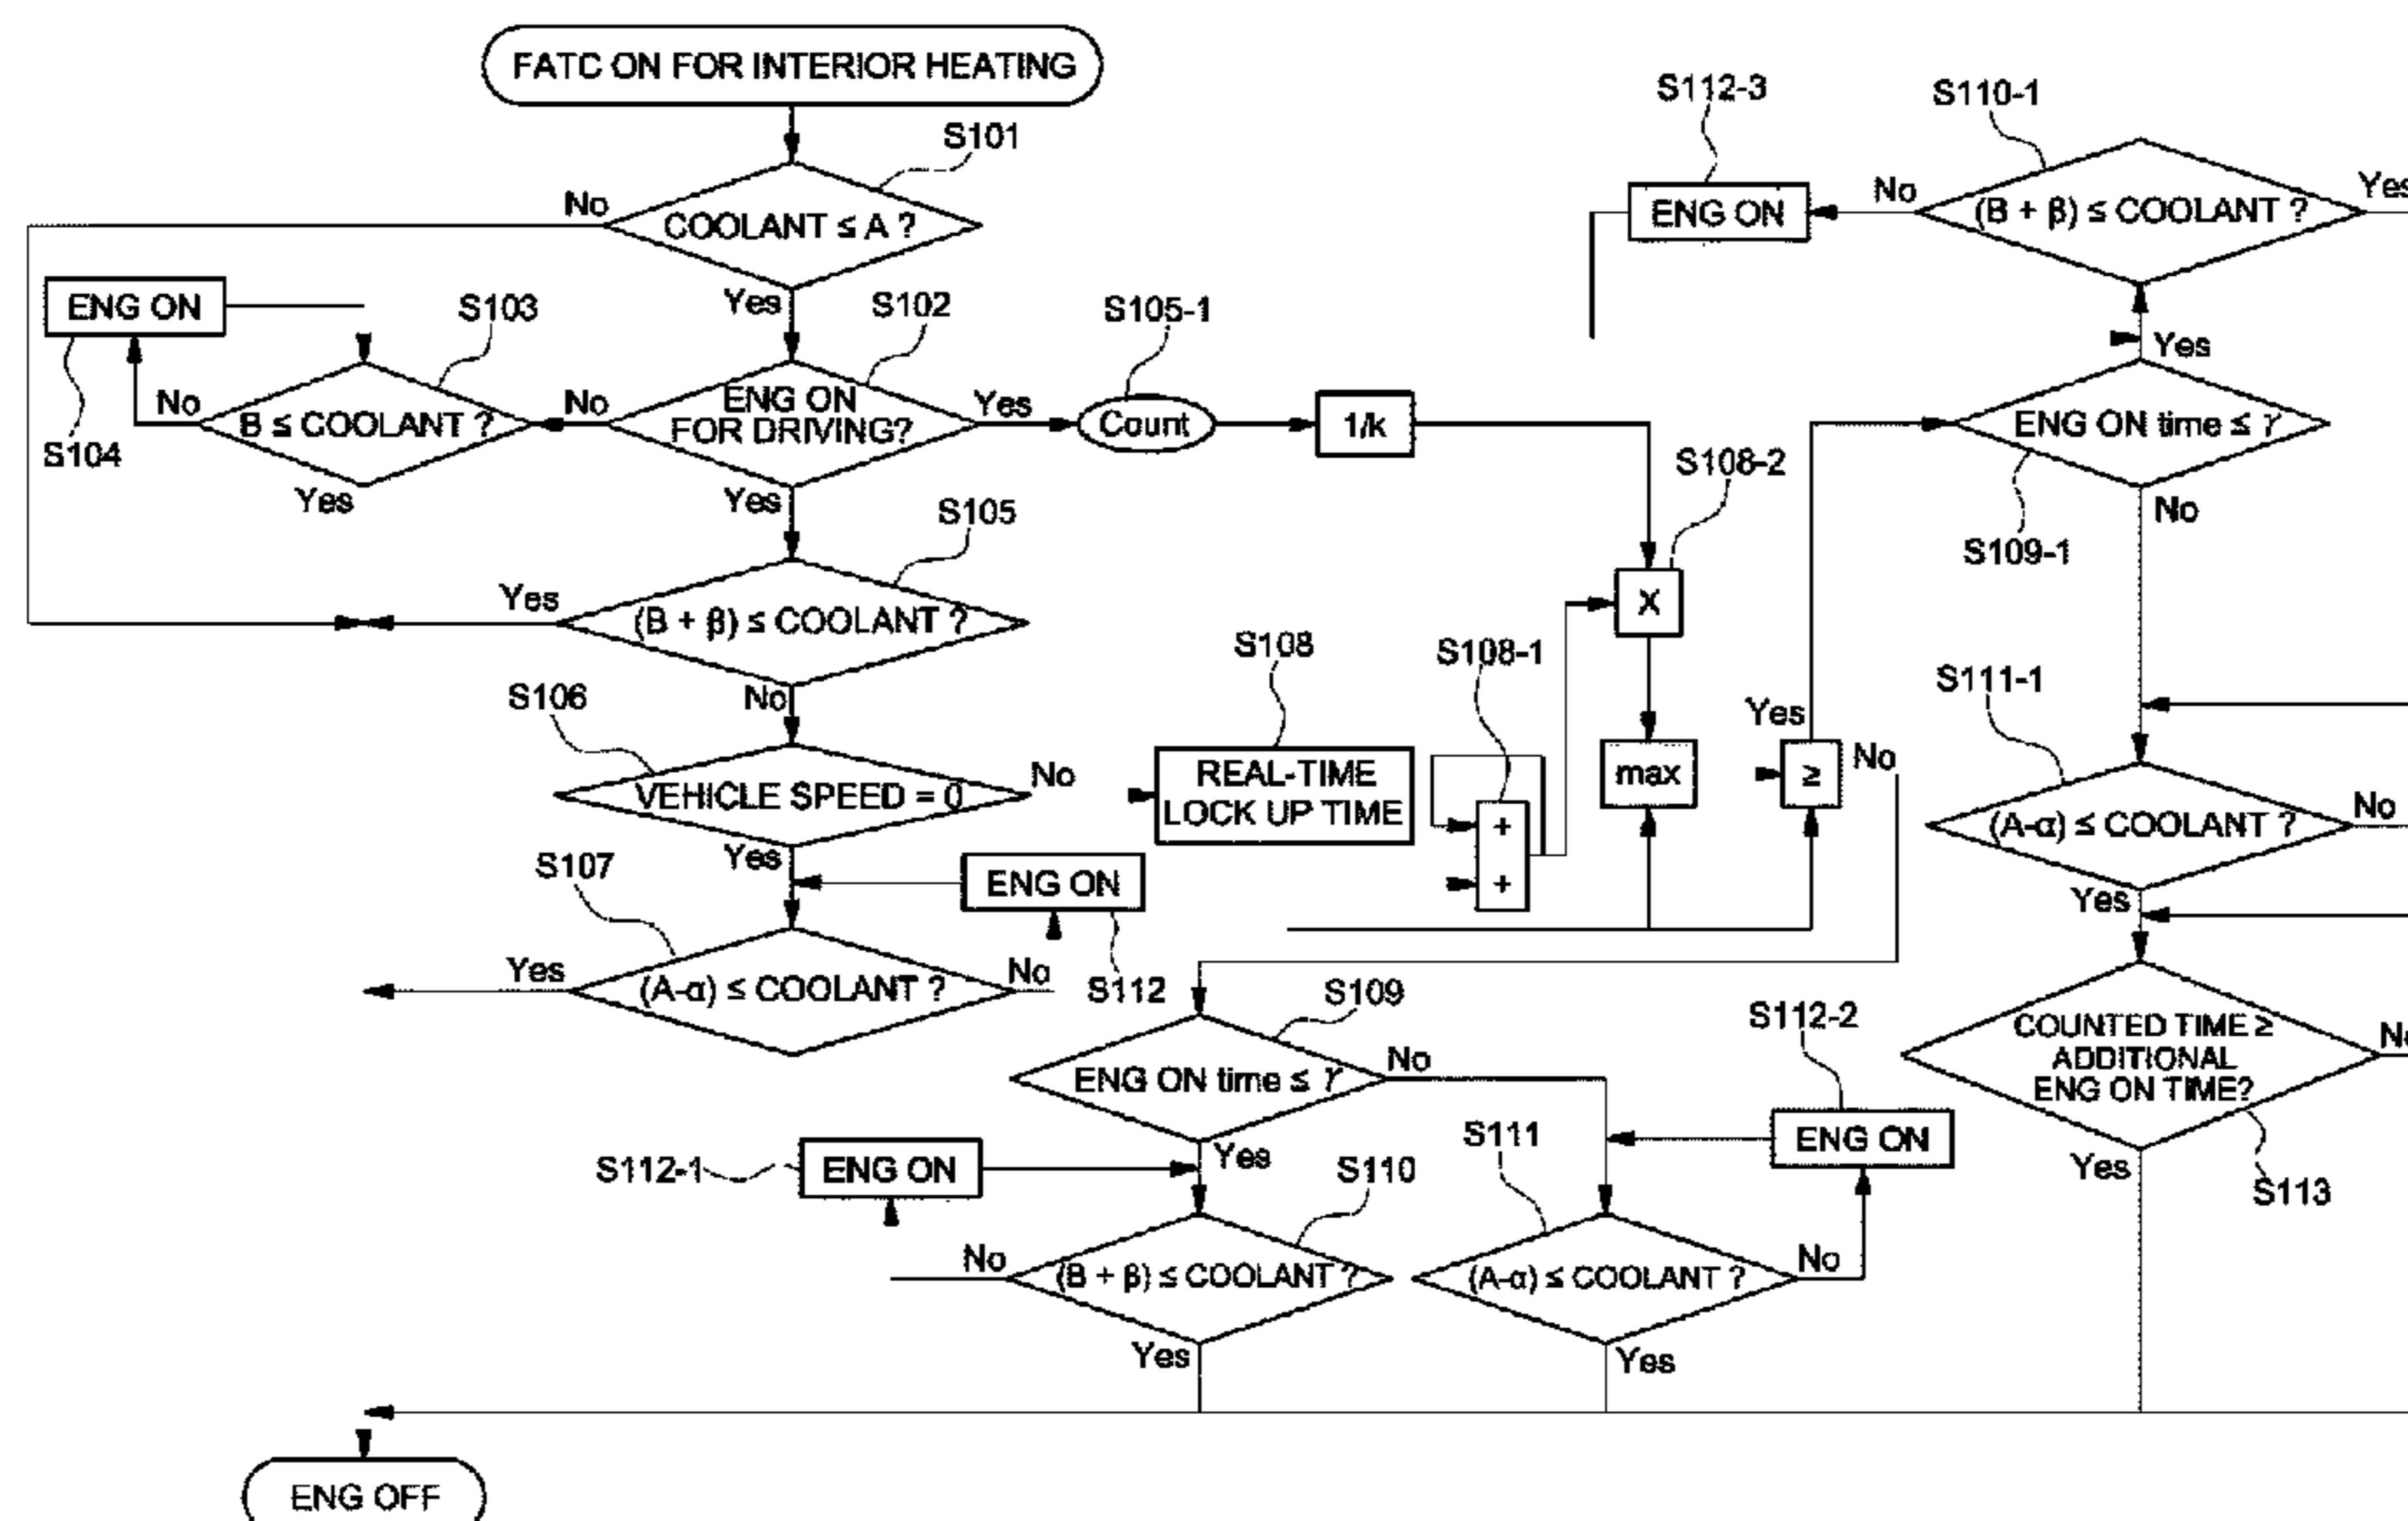 FATC ON FOR INTERIOR HEATING
S101
No
COOLANT ≤ A ?
Yes
ENG ON
S103
S102
S105-1
No
B ≤ COOLANT ?
No
ENG ON
FOR DRIVING?
Yes
Count
1/k
S104
Yes
Yes
S105
S108-2
Yes
(B + β) ≤ COOLANT ?
X
No
S106
S108
S108-1
VEHICLE SPEED = 0
No
REAL-TIME
LOCK UP TIME
+
+
max
Yes
≥
No
Yes
S107
ENG ON
S112
Yes
(A-α) ≤ COOLANT ?
No
S109
ENG ON time ≤ γ
No
Yes
S112-1
ENG ON
S110
S111
S112-2
ENG ON
No
(B + β) ≤ COOLANT ?
(A-α) ≤ COOLANT ?
No
Yes
Yes
S112-3
S110-1
ENG ON
No
(B + β) ≤ COOLANT ?
Yes
Yes
ENG ON time ≤ γ
S109-1
No
S111-1
(A-α) ≤ COOLANT ?
No
Yes
COUNTED TIME ≥
ADDITIONAL
ENG ON TIME?
No
Yes
S113
ENG OFF